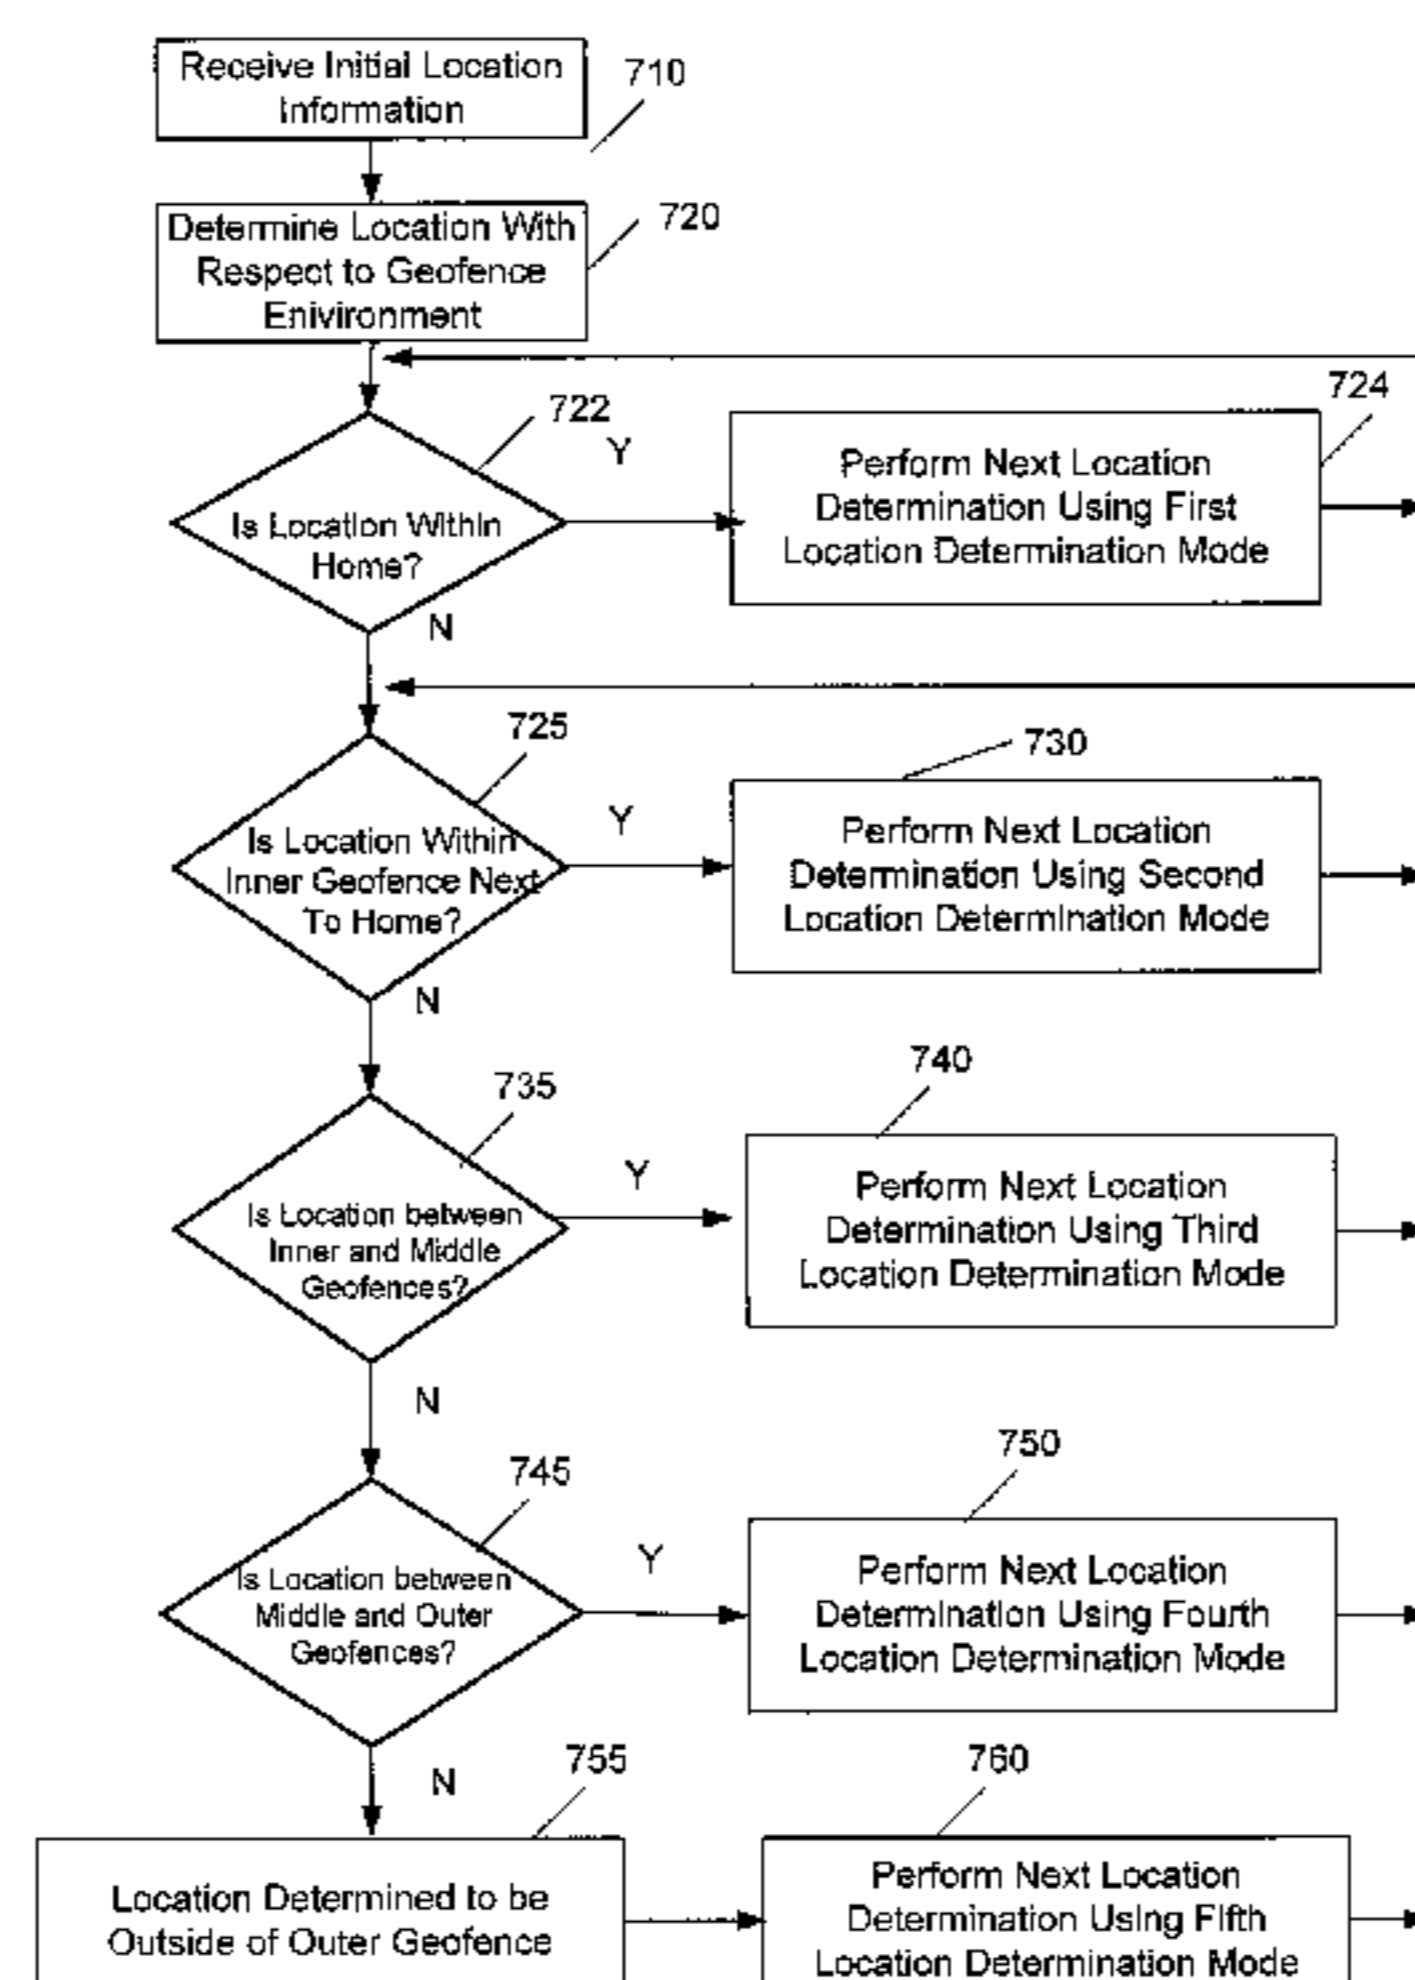 Receive Initial Location
Information
710
Determine Location With
Respect to Geofence
Enivironment
720
722
Y
Is Location Within
Home?
N
724
Perform Next Location
Determination Using First
Location Determination Mode
725
Y
Is Location Within
Inner Geofence Next
To Home?
N
730
Perform Next Location
Determination Using Second
Location Determination Mode
735
Y
Is Location between
Inner and Middle
Geofences?
N
740
Perform Next Location
Determination Using Third
Location Determination Mode
745
Y
Is Location between
Middle and Outer
Geofences?
N
750
Perform Next Location
Determination Using Fourth
Location Determination Mode
755
Location Determined to be
Outside of Outer Geofence
760
Perform Next Location
Determination Using Fifth
Location Determination Mode